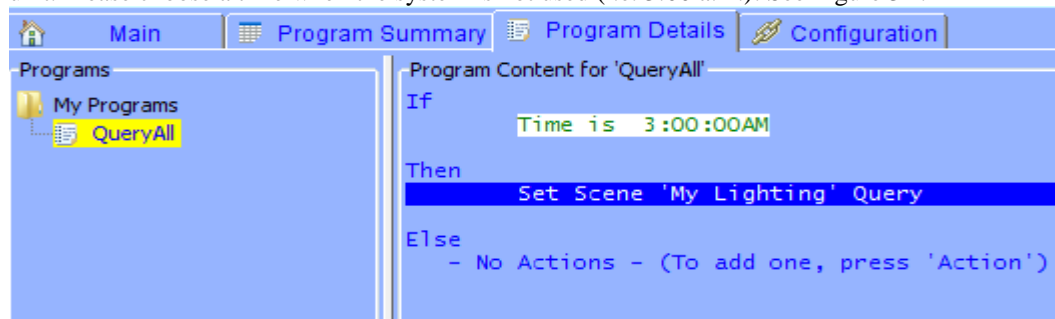 Main Program Summary Program Details Configuration
Programs
My Programs
QueryAll
Program Content for 'QueryAll'
If
Time is 3:00:00AM
Then
Set Scene 'My Lighting' Query
Else
- No Actions - (To add one, press 'Action')